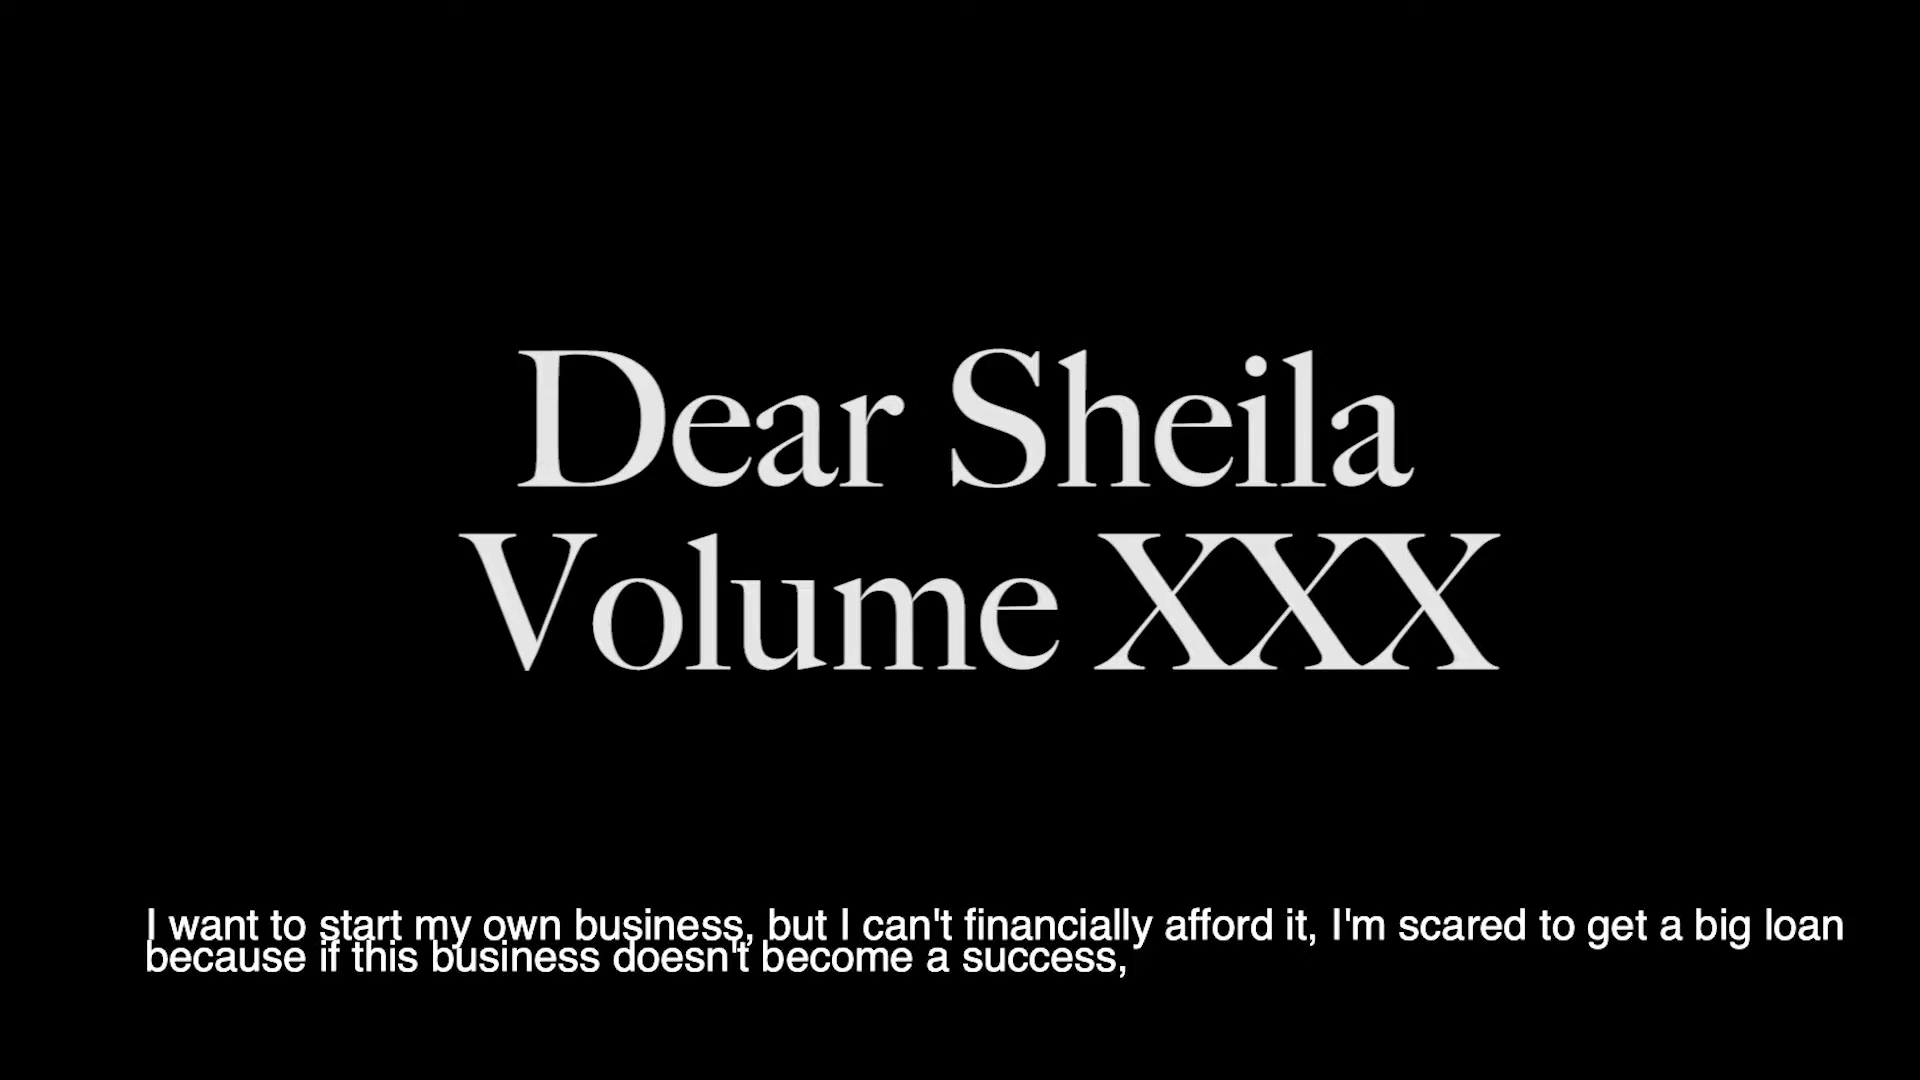 Dear Sheila
Volume XXX
I want to start my own business, but I can't financially afford it, I'm scared to get a big loan
because if this business doesn't become a success,